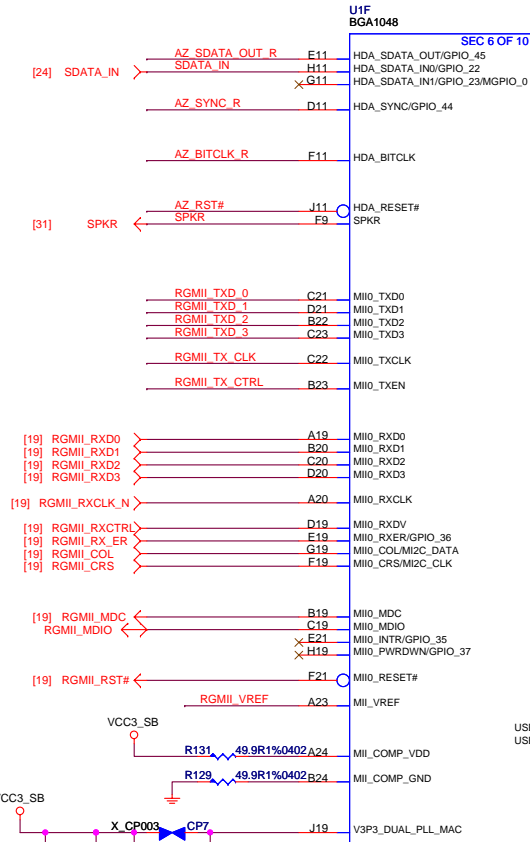 U1F
BGA1048
SEC 6 OF 10
AZ_SDATA_OUT_R E11 HDA_SDATA_OUT/GPIO_45
[24] SDATA_IN SDATA_IN H11 HDA_SDATA_IN0/GPIO_22
G11 HDA_SDATA_IN1/GPIO_23/MGPIO_0
AZ_SYNC_R D11 HDA_SYNC/GPIO_44
AZ_BITCLK_R F11 HDA_BITCLK
AZ_RST# J11 HDA_RESET#
[31] SPKR SPKR F9 SPKR
RGMII_TXD_0 C21 MII0_TXD0
RGMII_TXD_1 D21 MII0_TXD1
RGMII_TXD_2 B22 MII0_TXD2
RGMII_TXD_3 C23 MII0_TXD3
RGMII_TX_CLK C22 MII0_TXCLK
RGMII_TX_CTRL B23 MII0_TXEN
[19] RGMII_RXD0 A19 MII0_RXD0
[19] RGMII_RXD1 B20 MII0_RXD1
[19] RGMII_RXD2 C20 MII0_RXD2
[19] RGMII_RXD3 D20 MII0_RXD3
[19] RGMII_RXCLK_N A20 MII0_RXCLK
[19] RGMII_RXCTRL D19 MII0_RXDV
[19] RGMII_RX_ER E19 MII0_RXER/GPIO_36
[19] RGMII_COL G19 MII0_COL/MI2C_DATA
[19] RGMII_CRS F19 MII0_CRS/MI2C_CLK
[19] RGMII_MDC B19 MII0_MDC
RGMII_MDIO C19 MII0_MDIO
E21 MII0_INTR/GPIO_35
H19 MII0_PWRDWN/GPIO_37
[19] RGMII_RST# F21 MII0_RESET#
RGMII_VREF A23 MII_VREF
VCC3_SB
R131 49.9R1%0402 A24 MII_COMP_VDD
R129 49.9R1%0402 B24 MII_COMP_GND
X_CP003 CP7 J19 V3P3_DUAL_PLL_MAC